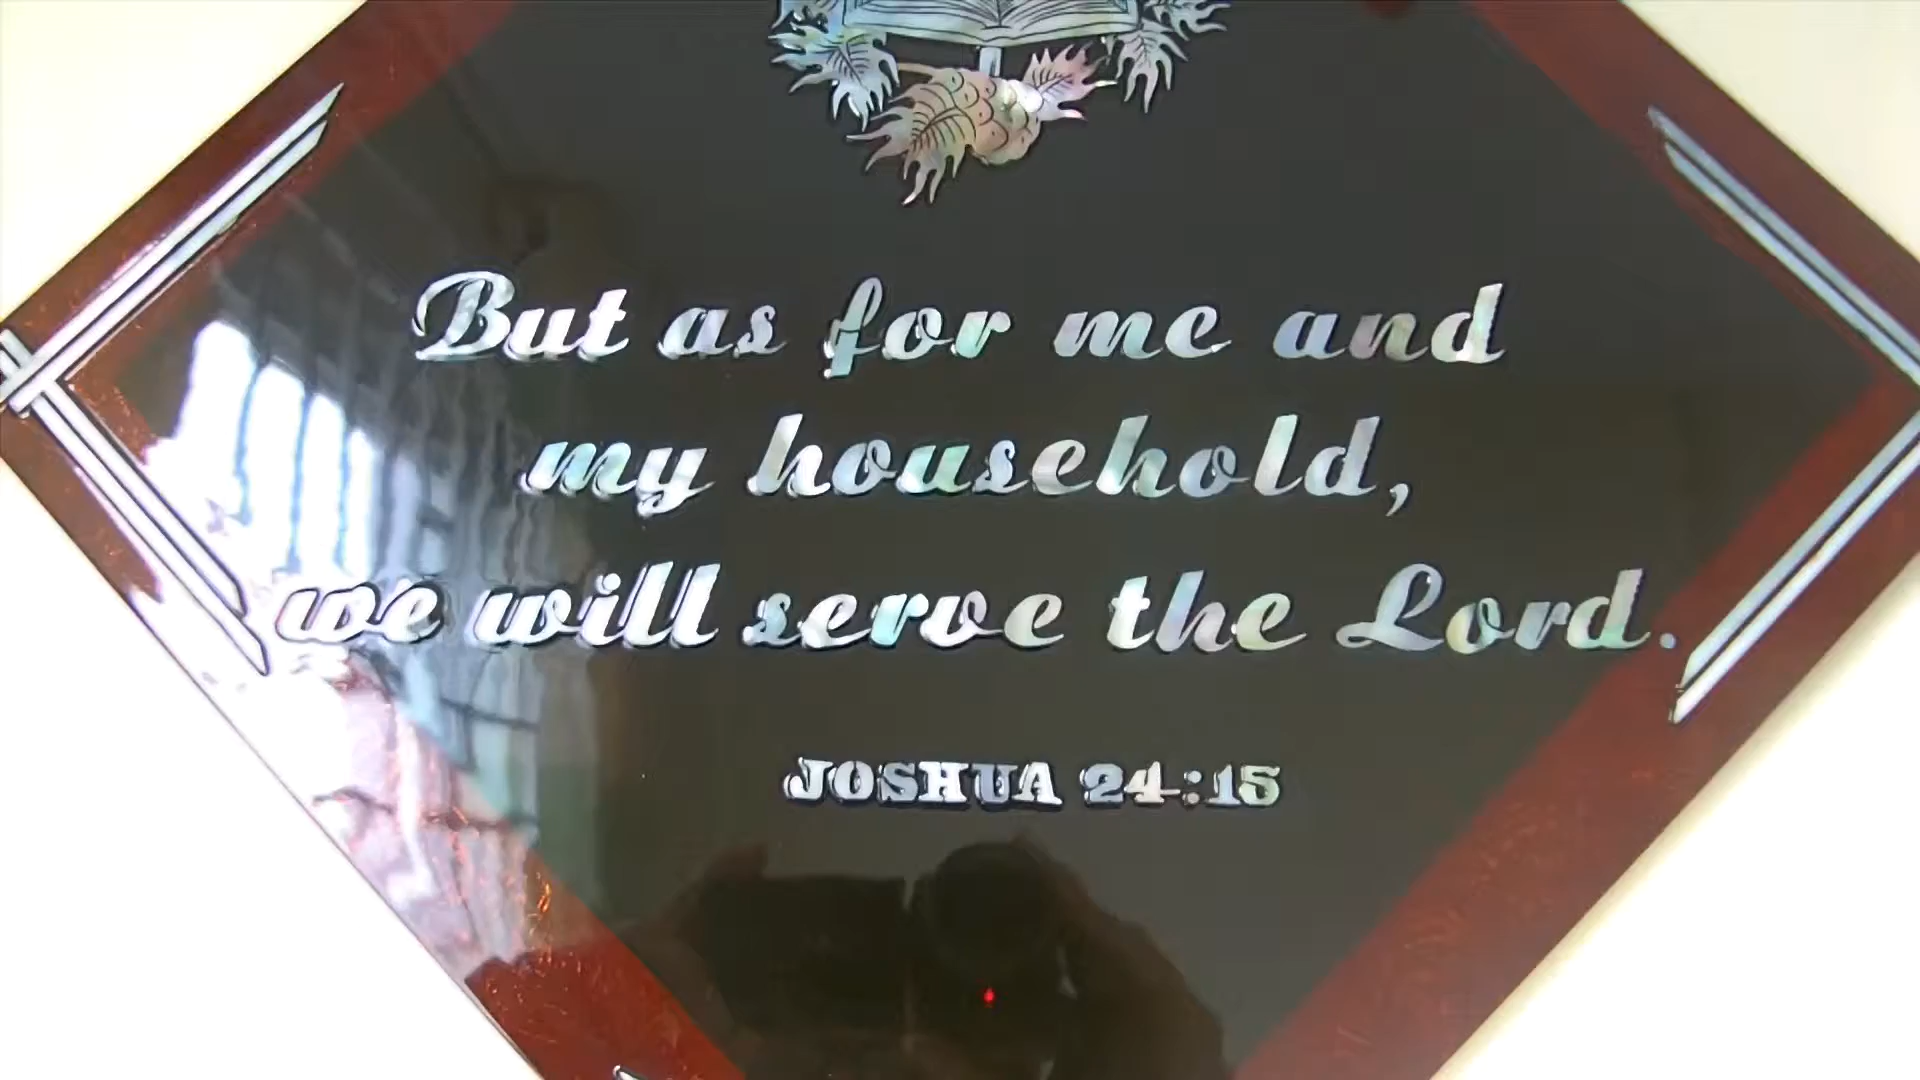 But as for me and
my household,
we will serve the Lord.
JOSHUA 24:15